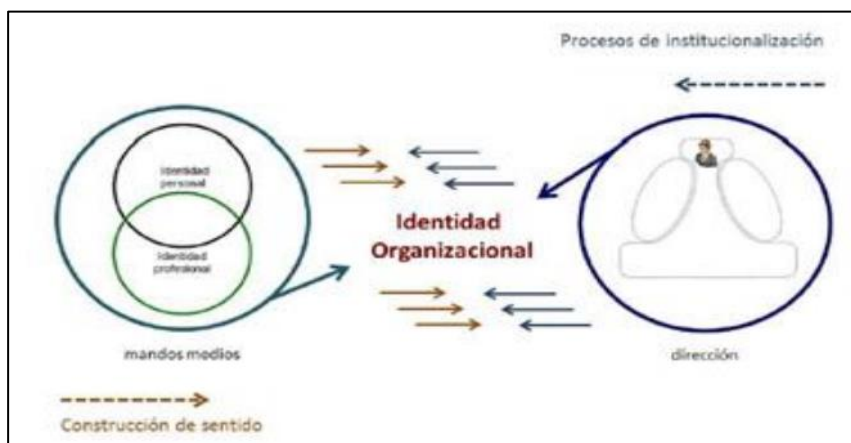 Procesos de institucionalización
Identidad
personal
Identidad
profesional
Identidad
Organizacional
mandos medios
dirección
Construcción de sentido